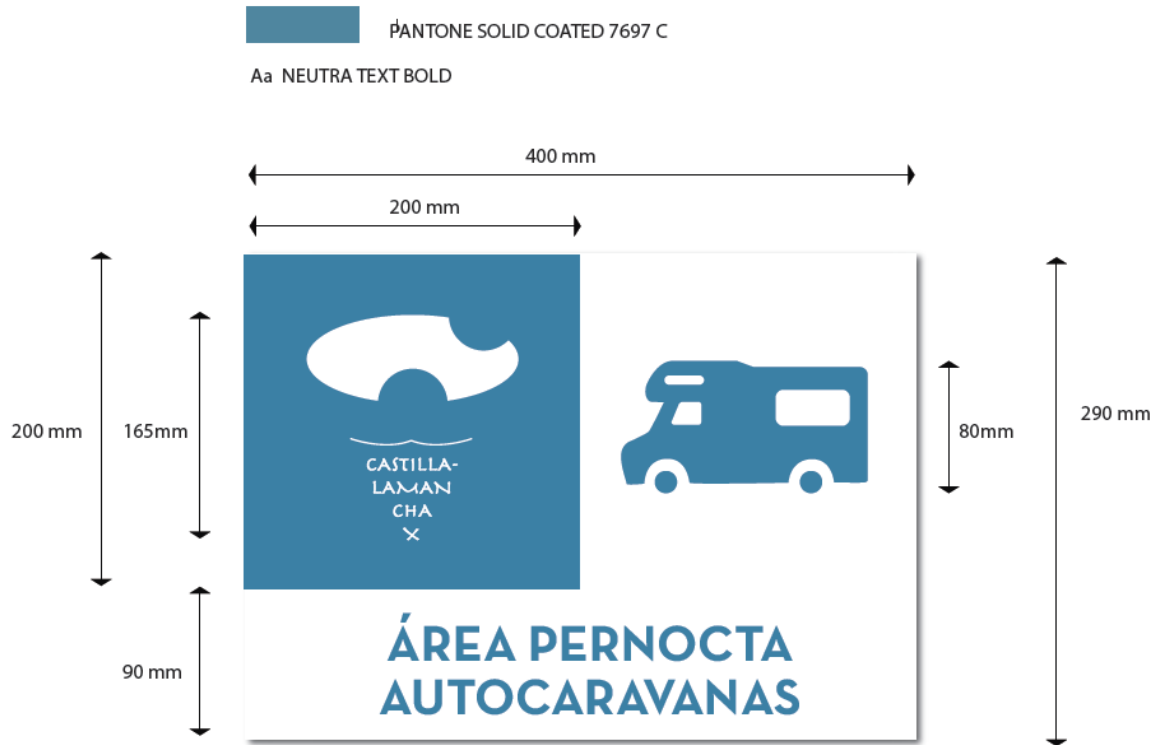 PANTONE SOLID COATED 7697 C
Aa NEUTRA TEXT BOLD
400 mm
200 mm
200 mm
165mm
80mm
290 mm
CASTILLA-
LAMAN
CHA
X
90 mm
ÁREA PERNOCTA
AUTOCARAVANAS